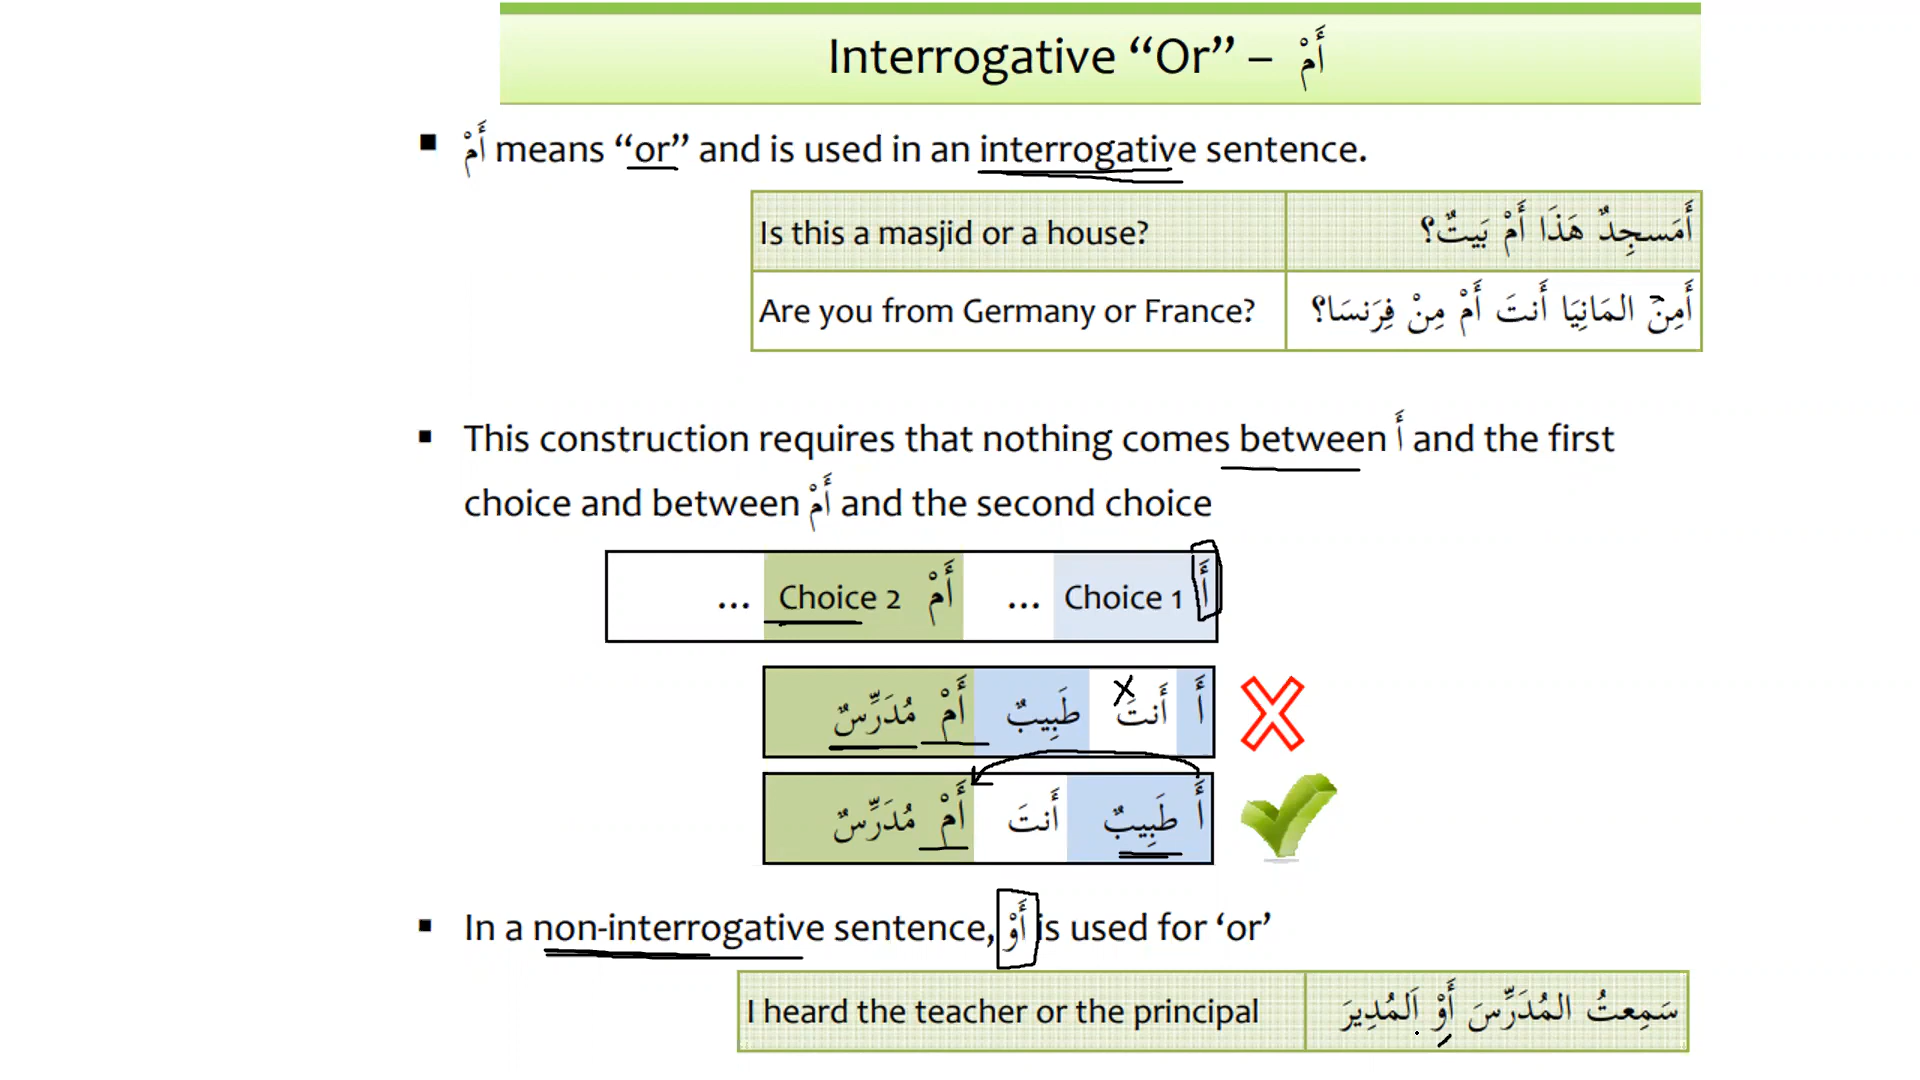 Interrogative “Or” – أَمْ
▪ أَمْ means “or” and is used in an interrogative sentence.
Is this a masjid or a house? أَمَسجِدٌ هَذَا أَمْ بَيتٌ؟
Are you from Germany or France? أَمِنْ المَانِيَا أَنتَ أَمْ مِنْ فِرَنسَا؟
▪ This construction requires that nothing comes between أَ and the first
choice and between أَمْ and the second choice
أَ Choice 1 ... أَمْ Choice 2 ...
أَ أَنتَ طَبِيبٌ أَمْ مُدَرِّسٌ
X
أَ طَبِيبٌ أَنتَ أَمْ مُدَرِّسٌ
▪ In a non-interrogative sentence, أَوْ is used for ‘or’
I heard the teacher or the principal سَمِعتُ المُدَرِّسَ أَوْ اَلمُدِيرَ